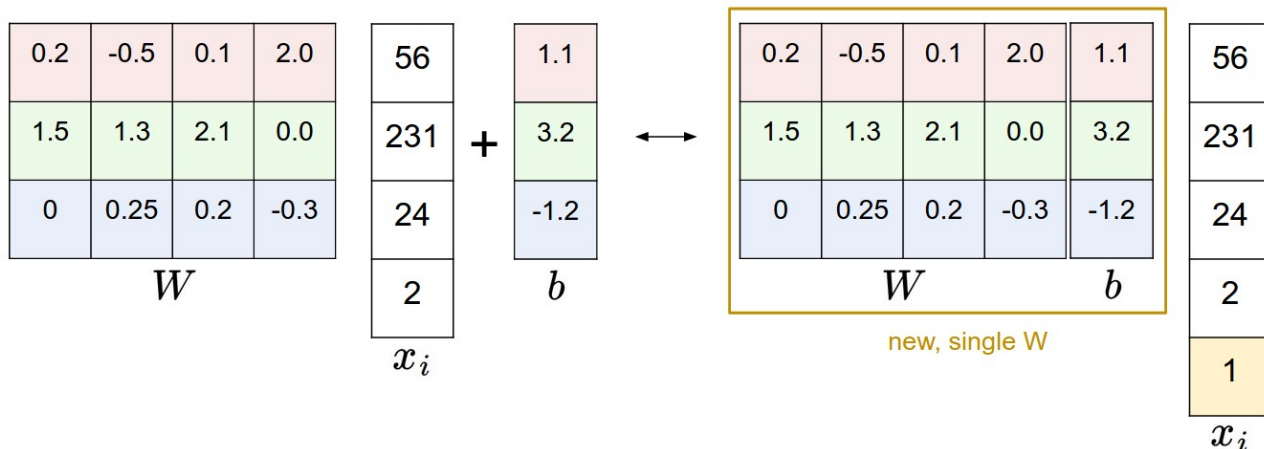 0.2 -0.5 0.1 2.0 56 1.1 0.2 -0.5 0.1 2.0 1.1 56
1.5 1.3 2.1 0.0 231 + 3.2 ↔ 1.5 1.3 2.1 0.0 3.2 231
0 0.25 0.2 -0.3 24 -1.2 0 0.25 0.2 -0.3 -1.2 24
W 2 b W b 2
new, single W
x_i 1
x_i